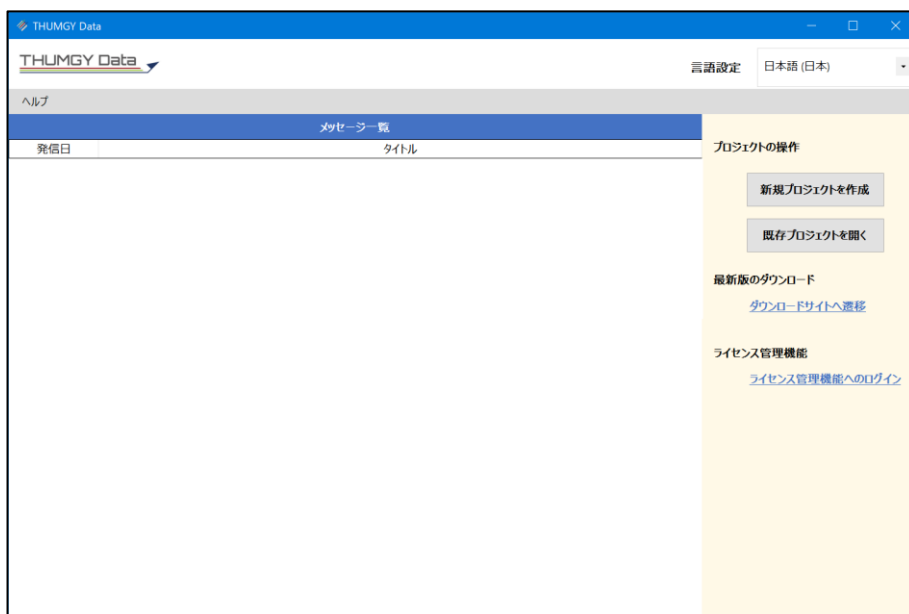 THUMGY Data
THUMGY Data
言語設定 日本語 (日本)
ヘルプ
メッセージ一覧
発信日 タイトル
プロジェクトの操作
新規プロジェクトを作成
既存プロジェクトを開く
最新版のダウンロード
ダウンロードサイトへ遷移
ライセンス管理機能
ライセンス管理機能へのログイン